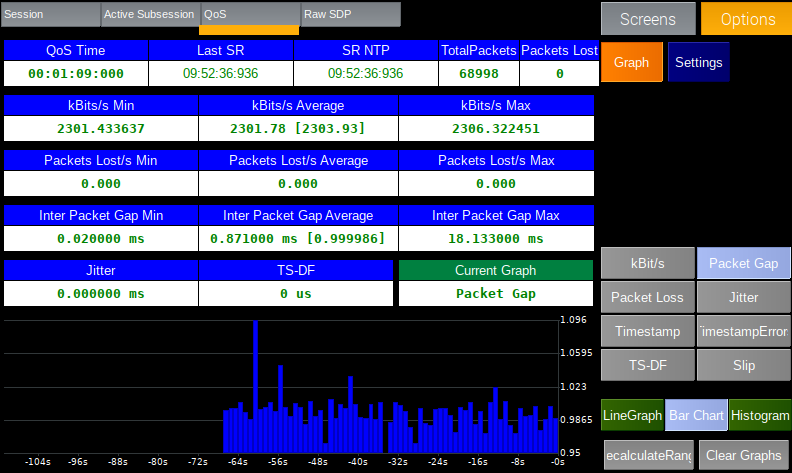 Session Active Subsession QoS Raw SDP Screens Options
QoS Time Last SR SR NTP TotalPackets Packets Lost Graph Settings
00:01:09:000 09:52:36:936 09:52:36:936 68998 0
kBits/s Min kBits/s Average kBits/s Max
2301.433637 2301.78 [2303.93] 2306.322451
Packets Lost/s Min Packets Lost/s Average Packets Lost/s Max
0.000 0.000 0.000
Inter Packet Gap Min Inter Packet Gap Average Inter Packet Gap Max
0.020000 ms 0.871000 ms [0.999986] 18.133000 ms
Jitter TS-DF Current Graph
0.000000 ms 0 us Packet Gap
kBit/s Packet Gap
Packet Loss Jitter
Timestamp TimestampErrors
TS-DF Slip
1.096
1.0595
1.023
0.9865
0.95
-104s -96s -88s -80s -72s -64s -56s -48s -40s -32s -24s -16s -8s -0s
LineGraph Bar Chart Histogram
ecalculateRang Clear Graphs